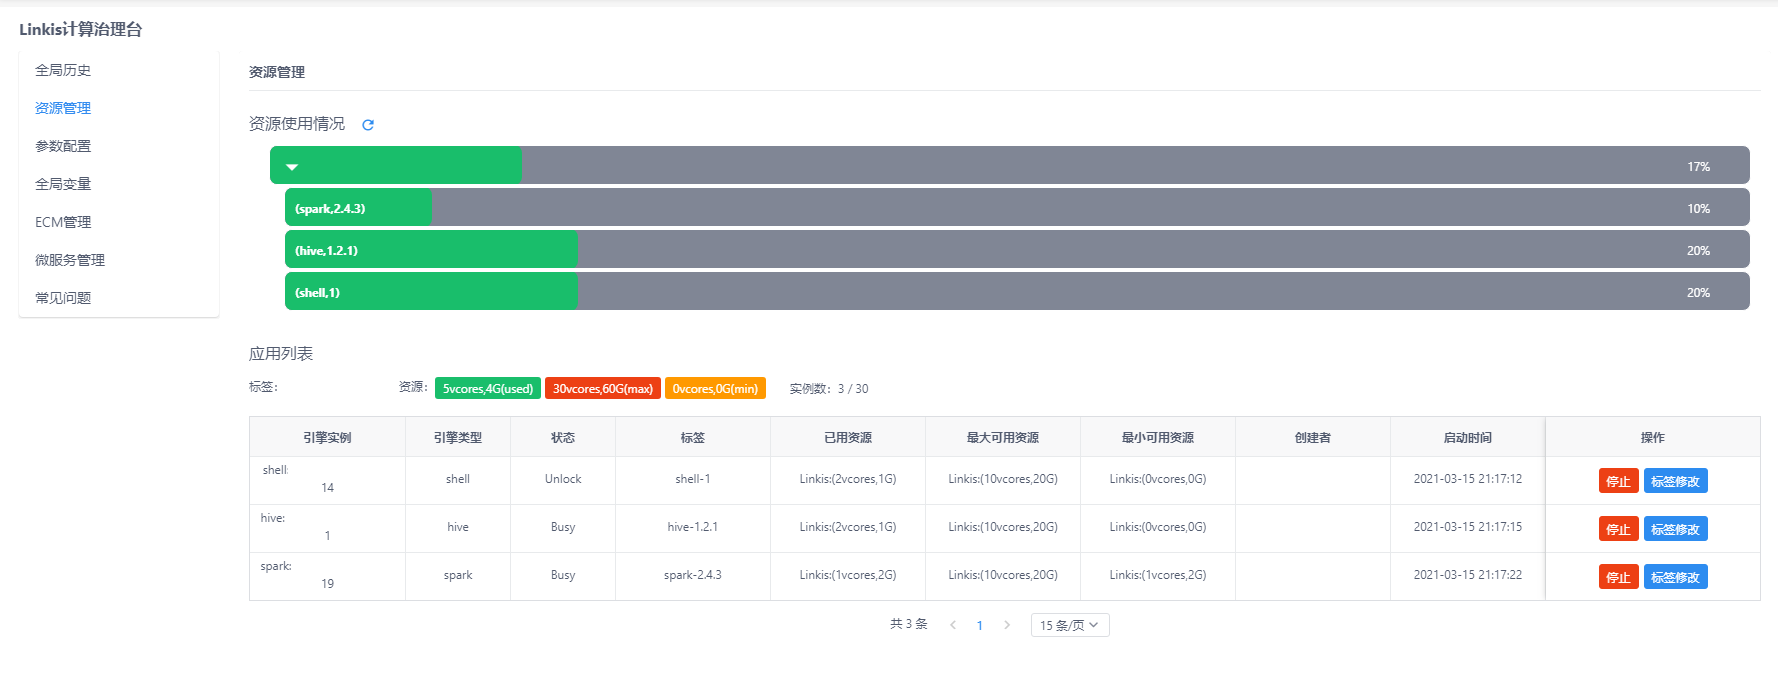 Linkis计算治理台
全局历史
资源管理
参数配置
全局变量
ECM管理
微服务管理
常见问题
资源管理
资源使用情况
17%
(spark,2.4.3) 10%
(hive,1.2.1) 20%
(shell,1) 20%
应用列表
标签: 资源: 5vcores,4G(used) 30vcores,60G(max) 0vcores,0G(min) 实例数: 3 / 30
引擎实例 引擎类型 状态 标签 已用资源 最大可用资源 最小可用资源 创建者 启动时间 操作
shell:
14 shell Unlock shell-1 Linkis:(2vcores,1G) Linkis:(10vcores,20G) Linkis:(0vcores,0G) 2021-03-15 21:17:12 停止 标签修改
hive:
1 hive Busy hive-1.2.1 Linkis:(2vcores,1G) Linkis:(10vcores,20G) Linkis:(0vcores,0G) 2021-03-15 21:17:15 停止 标签修改
spark:
19 spark Busy spark-2.4.3 Linkis:(1vcores,2G) Linkis:(10vcores,20G) Linkis:(1vcores,2G) 2021-03-15 21:17:22 停止 标签修改
共 3 条 1 15 条/页